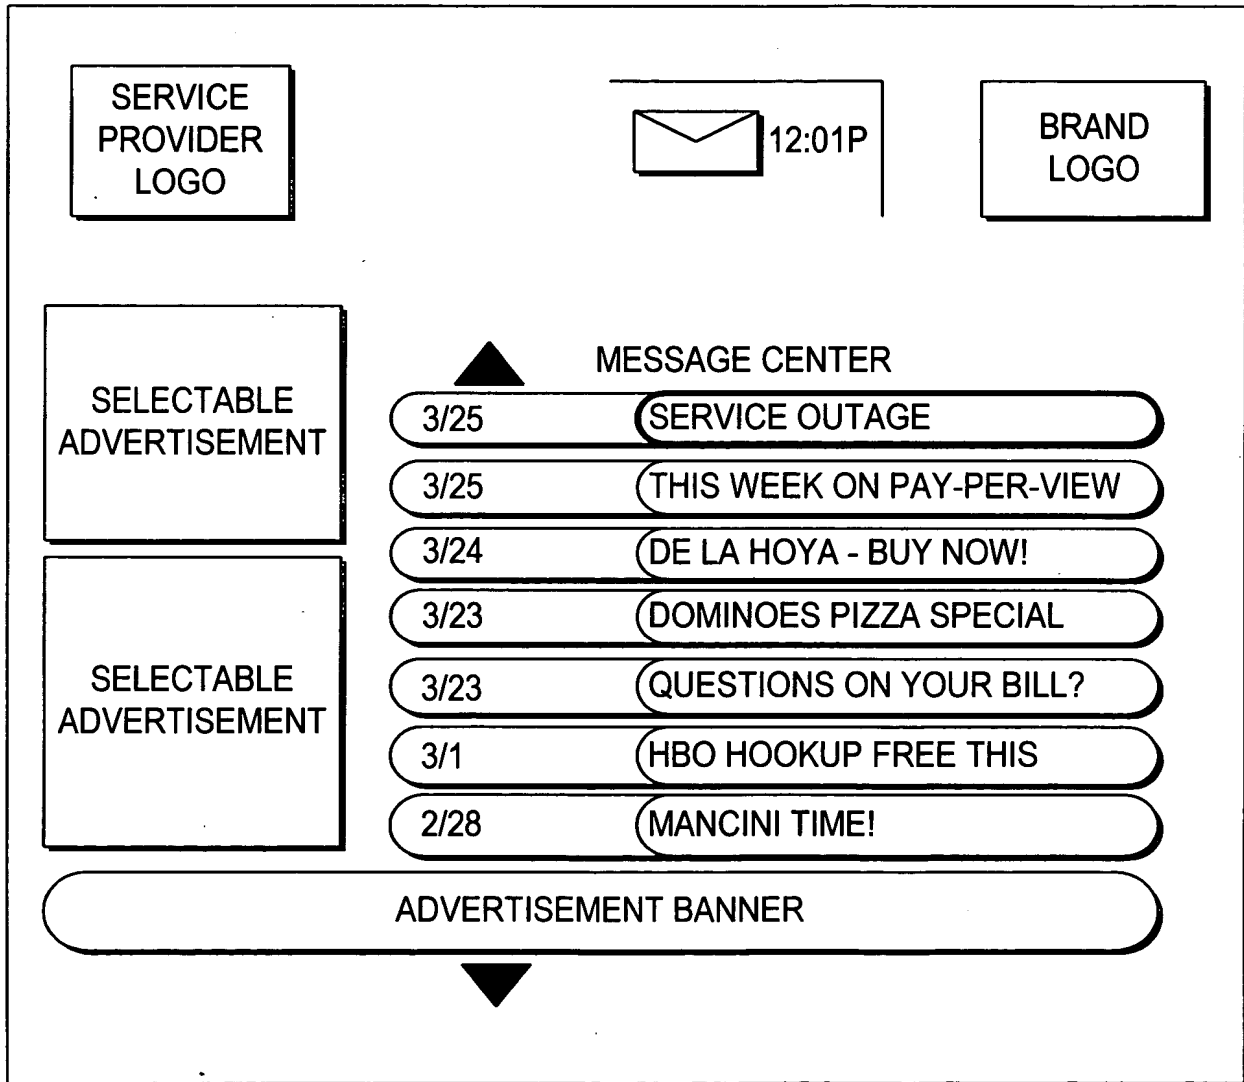 SERVICE
PROVIDER
LOGO
12:01P
BRAND
LOGO
SELECTABLE
ADVERTISEMENT
SELECTABLE
ADVERTISEMENT
MESSAGE CENTER
3/25 SERVICE OUTAGE
3/25 THIS WEEK ON PAY-PER-VIEW
3/24 DE LA HOYA - BUY NOW!
3/23 DOMINOES PIZZA SPECIAL
3/23 QUESTIONS ON YOUR BILL?
3/1 HBO HOOKUP FREE THIS
2/28 MANCINI TIME!
ADVERTISEMENT BANNER